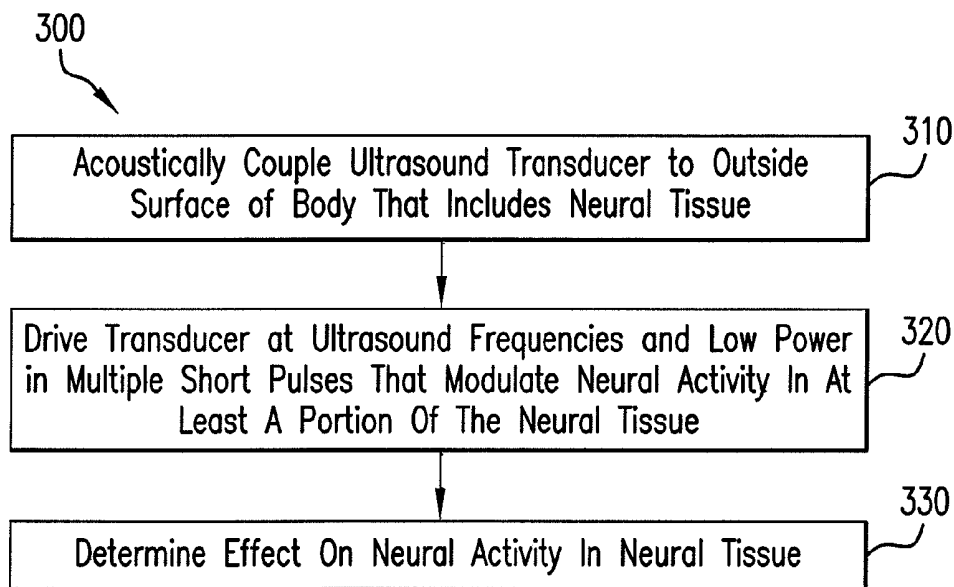 300
310
Acoustically Couple Ultrasound Transducer to Outside
Surface of Body That Includes Neural Tissue
320
Drive Transducer at Ultrasound Frequencies and Low Power
in Multiple Short Pulses That Modulate Neural Activity In At
Least A Portion Of The Neural Tissue
330
Determine Effect On Neural Activity In Neural Tissue